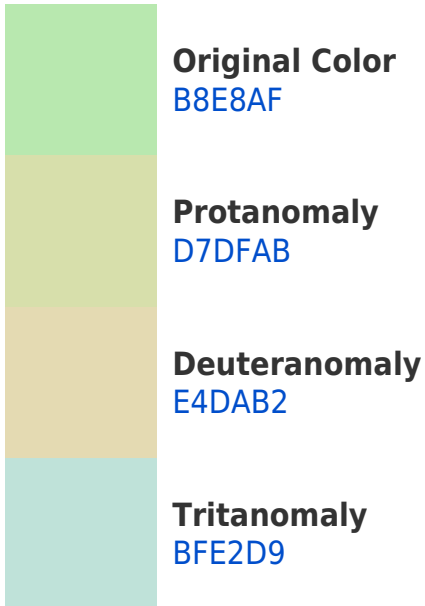 Original Color
B8E8AF
Protanomaly
D7DFAB
Deuteranomaly
E4DAB2
Tritanomaly
BFE2D9